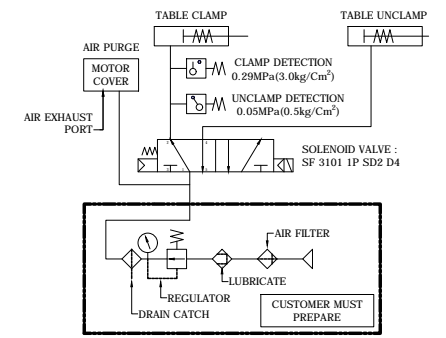 TABLE CLAMP
TABLE UNCLAMP
AIR PURGE
MOTOR
COVER
CLAMP DETECTION
0.29MPa(3.0kg/Cm²)
UNCLAMP DETECTION
0.05MPa(0.5kg/Cm²)
AIR EXHAUST
PORT
SOLENOID VALVE :
SF 3101 1P SD2 D4
AIR FILTER
LUBRICATE
REGULATOR
DRAIN CATCH
CUSTOMER MUST
PREPARE